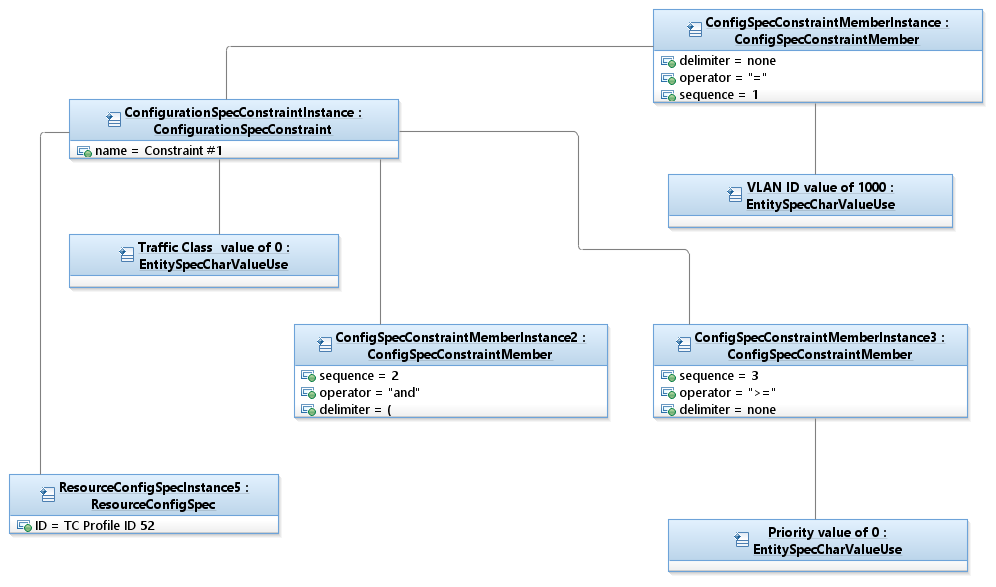 ConfigSpecConstraintMemberInstance :
ConfigSpecConstraintMember
delimiter = none
operator = "="
sequence = 1
ConfigurationSpecConstraintInstance :
ConfigurationSpecConstraint
name = Constraint #1
VLAN ID value of 1000 :
EntitySpecCharValueUse
Traffic Class value of 0 :
EntitySpecCharValueUse
ConfigSpecConstraintMemberInstance2 :
ConfigSpecConstraintMember
sequence = 2
operator = "and"
delimiter = (
ConfigSpecConstraintMemberInstance3 :
ConfigSpecConstraintMember
sequence = 3
operator = ">="
delimiter = none
ResourceConfigSpecInstance5 :
ResourceConfigSpec
ID = TC Profile ID 52
Priority value of 0 :
EntitySpecCharValueUse